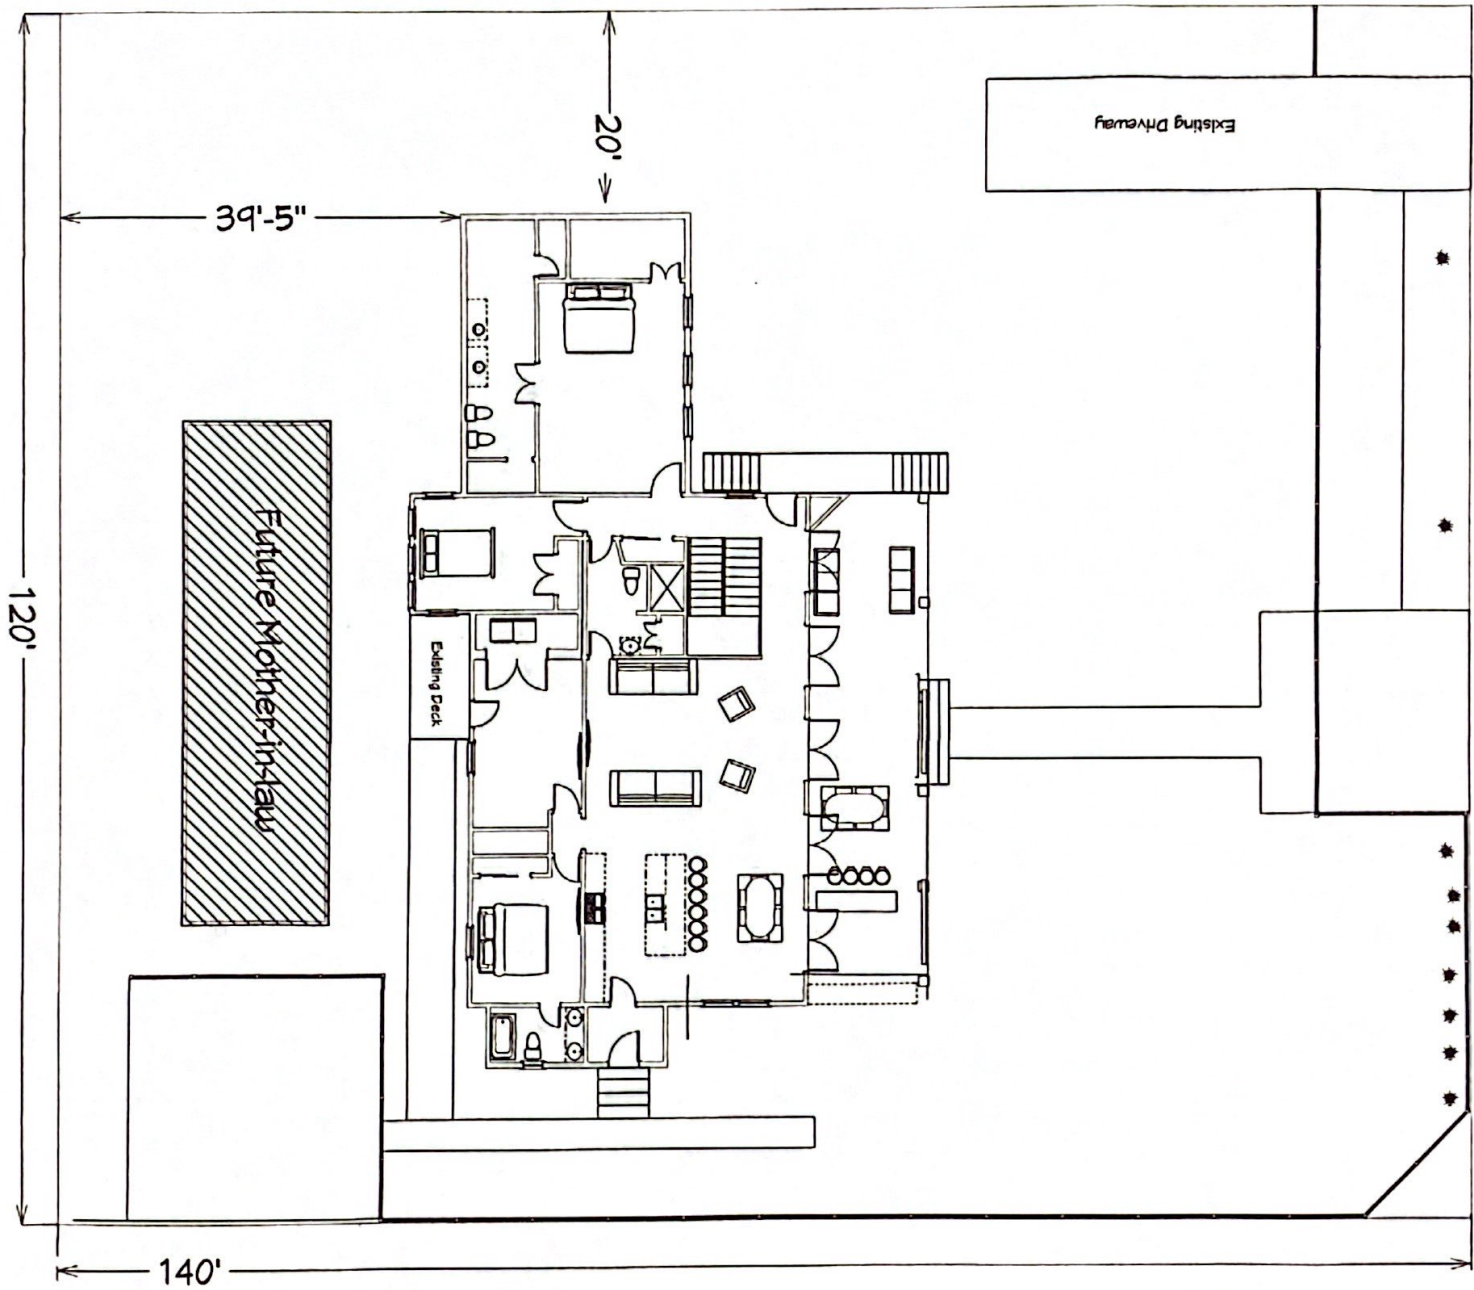 20'
Existing Driveway
39'-5"
Future Mother-in-law
120'
Existing Deck
140'